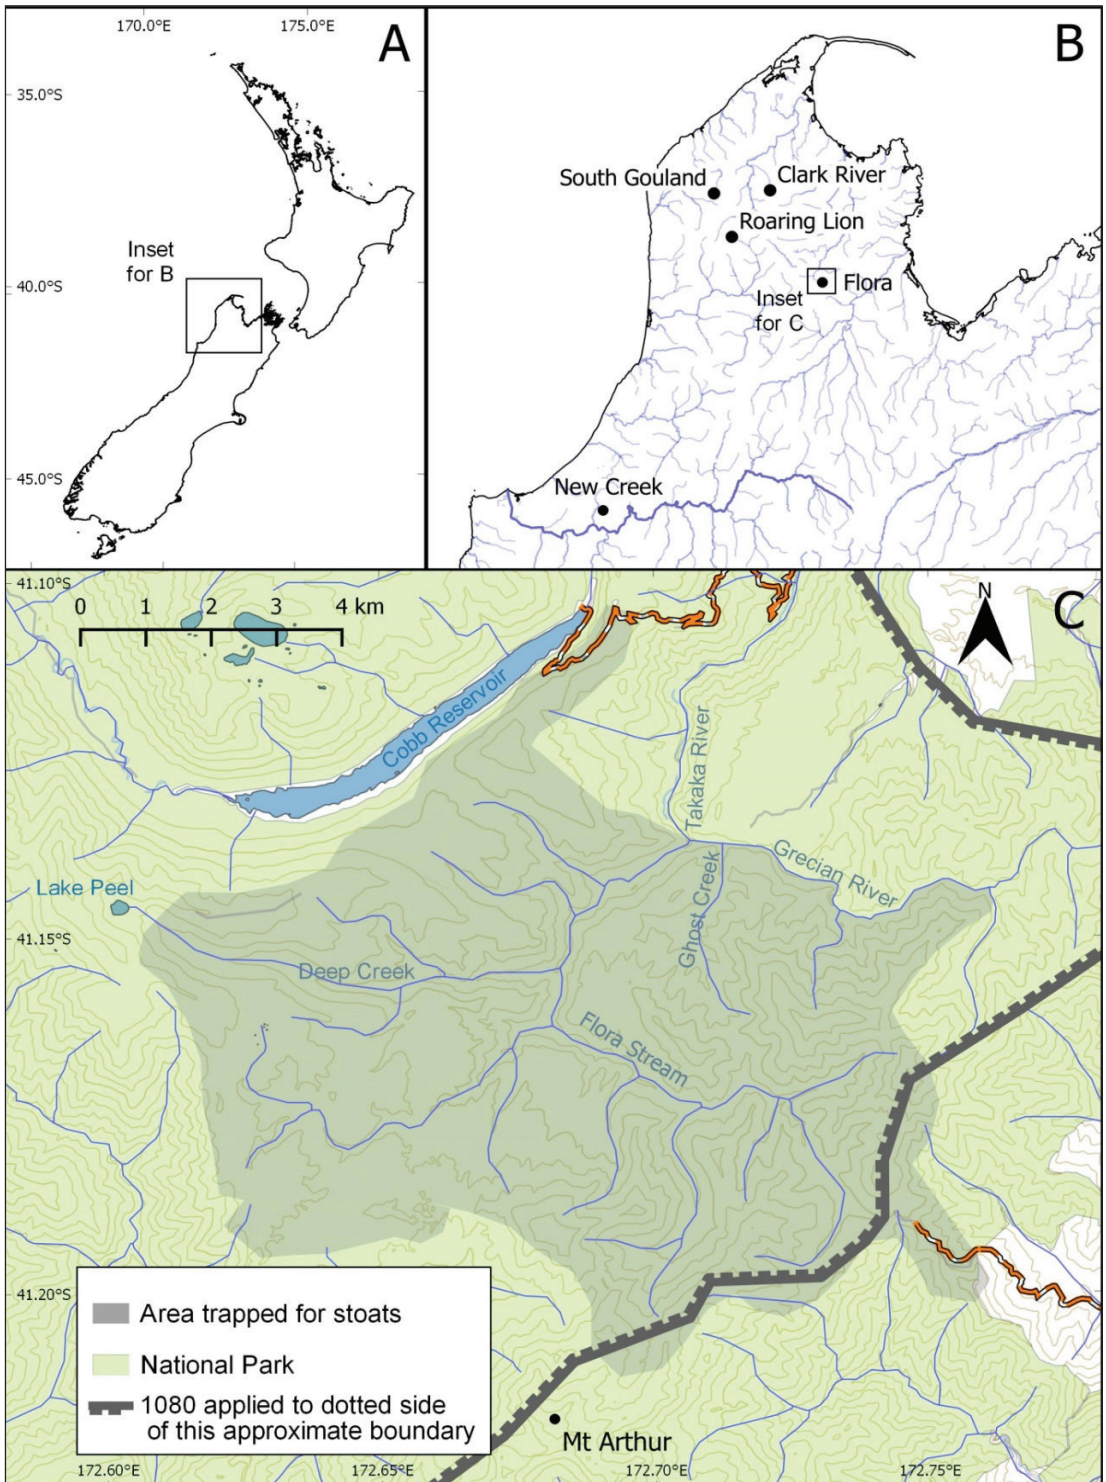 170.0°E
175.0°E
A
35.0°S
Inset
for B
40.0°S
45.0°S
B
South Gouland
Clark River
Roaring Lion
Flora
Inset
for C
New Creek
41.10°S
0 1 2 3 4 km
N
C
Cobb Reservoir
Takaka River
Grecian River
Ghost Creek
Lake Peel
41.15°S
Deep Creek
Flora Stream
41.20°S
Area trapped for stoats
National Park
1080 applied to dotted side
of this approximate boundary
Mt Arthur
172.60°E
172.65°E
172.70°E
172.75°E